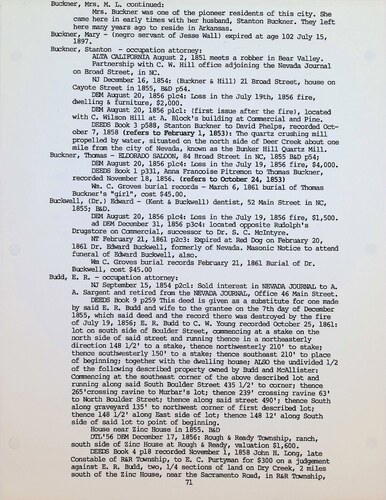 Buckner, Mrs. M. L. continued:
Mrs. Buckner was one of the pioneer residents of this city. She
came here in early times with her husband, Stanton Buckner. They left
here many years ago to reside in Arkansas.
Buckner, Mary - (negro servant of Jesse Wall) expired at age 102 July 15,
1897.
Buckner, Stanton - occupation attorney:
ALTA CALIFORNIA August 2, 1851 meets a robber in Bear Valley.
Partnership with C. W. Hill office adjoining the Nevada Journal
on Broad Street, in NC.
NJ December 16, 1854: (Buckner & Hill) 21 Broad Street; house on
Cayote Street in 1855, B&D p54.
DEM August 20, 1856 plc4: Loss in the July 19th, 1856 fire,
dwelling & furniture, $2,000.
DEM August 20, 1856 plc1: (first issue after the fire), located
with C. Wilson Hill at A. Block's building at Commercial and Pine.
DEEDS Book 3 p588, Stanton Buckner to David Phelps, recorded Oct-
ober 7, 1858 (refers to February 1, 1853): The quartz crushing mill
propelled by water, situated on the north side of Deer Creek about one
mile from the city of Nevada, known as the Bunker Hill Quartz Mill.
Buckner, Thomas - ELDORADO SALOON, 84 Broad Street in NC, 1855 B&D p54;
DEM August 20, 1856 plc4: Loss in the July 19, 1856 fire, $4,000.
DEEDS Book 1 p331, Anna Francoise Pitremon to Thomas Buckner,
recorded November 18, 1856. (refers to October 24, 1853)
Wm. C. Groves burial records - March 6, 1861 burial of Thomas
Buckner's "girl", cost $45.00.
Buckwell, (Dr.) Edward - (Kent & Buckwell) dentist, 52 Main Street in NC,
1855; B&D.
DEM August 20, 1856 plc4: Loss in the July 19, 1856 fire, $1,500.
ad DEM December 31, 1856 p3c4: located opposite Rudolph's
Drugstore on Commercial, successor to Dr. S. C. McIntyre.
NT February 21, 1861 p2c3: Expired at Red Dog on February 20,
1861 Dr. Edward Buckwell, formerly of Nevada. Masonic Notice to attend
funeral of Edward Buckwell, also.
Wm C. Groves burial records February 21, 1861 Burial of Dr.
Buckwell, cost $45.00
Budd, E. R. - occupation attorney:
NJ September 15, 1854 p2cl: Sold interest in NEVADA JOURNAL to A.
A. Sargent and retired from the NEVADA JOURNAL, Office 46 Main Street.
DEEDS Book 9 p259 This deed is given as a substitute for one made
by said E. R. Budd and wife to the grantee on the 7th day of December
1855, which said deed and the record there was destroyed by the fire
of July 19, 1856; E. R. Budd to C. W. Young recorded October 25, 1861:
lot on south side of Boulder Street, commencing at a stake on the
north side of said street and running thence in a northeasterly
direction 148 1/2' to a stake, thence northwesterly 210' to stake;
thence southwesterly 150' to a stake; thence southeast 210' to place
of beginning; together with the dwelling house; ALSO the undivided 1/2
of the following described property owned by Budd and McAllister:
Commencing at the southeast corner of the above described lot and
running along said South Boulder Street 435 1/2' to corner; thence
265'crossing ravine to Murbar's lot; thence 239' crossing ravine 63'
to North Boulder Street; thence along said street 490'; thence South
along graveyard 135' to northwest corner of first described lot;
thence 148 1/2' along East side of lot; thence 148 12' along South
side of said lot to point of beginning.
House near Zinc House in 1855. B&D
DTL'56 DEM December 17, 1856: Rough & Ready Township, ranch,
south side of Zinc House at Rough & Ready, valuation $1,600.
DEEDS Book 4 p18 recorded November 1, 1858 John H. Long, late
Constable of R&R Township, to E. C. Partyman for $300 on a judgement
against E. R. Budd, two, 1/4 sections of land on Dry Creek, 2 miles
south of the Zinc House, near the Sacramento Road, in R&R Township.
71